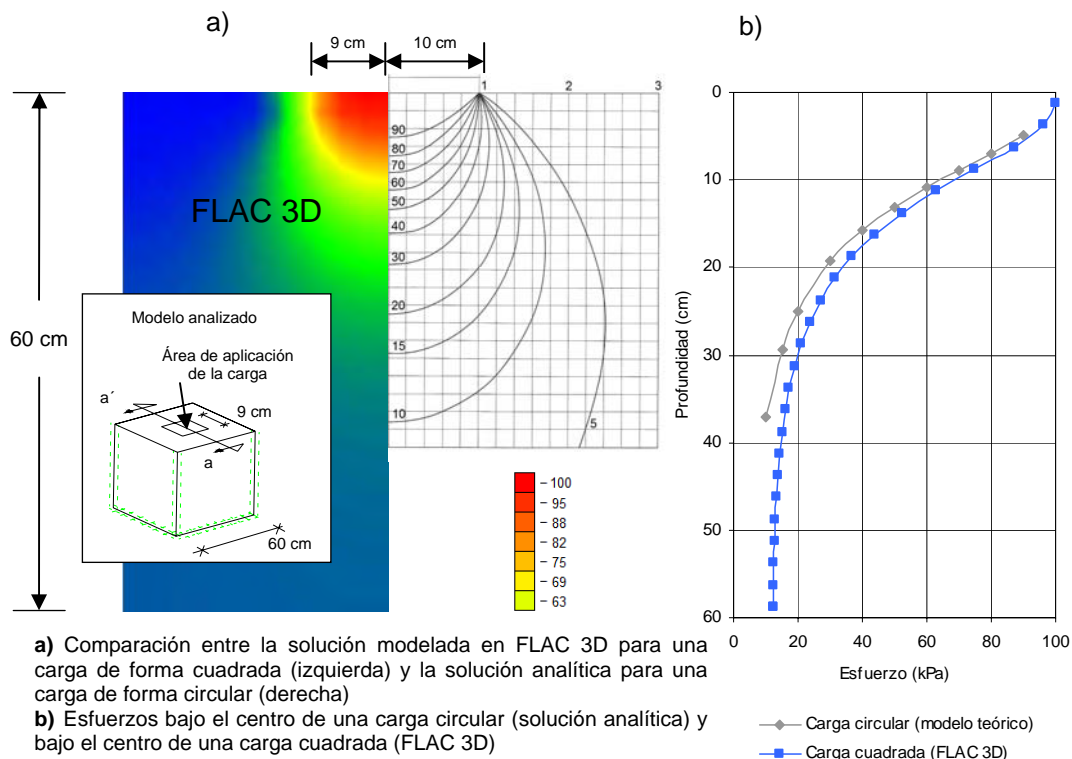 a)
9 cm
10 cm
1
2
3
90
80
70
60
50
40
30
20
15
10
5
FLAC 3D
60 cm
Modelo analizado
Área de aplicación
de la carga
a´
9 cm
a
60 cm
- 100
- 95
- 88
- 82
- 75
- 69
- 63
b)
0
10
20
30
40
50
60
Profundidad (cm)
0
20
40
60
80
100
Esfuerzo (kPa)
Carga circular (modelo teórico)
Carga cuadrada (FLAC 3D)
a) Comparación entre la solución modelada en FLAC 3D para una
carga de forma cuadrada (izquierda) y la solución analítica para una
carga de forma circular (derecha)
b) Esfuerzos bajo el centro de una carga circular (solución analítica) y
bajo el centro de una carga cuadrada (FLAC 3D)